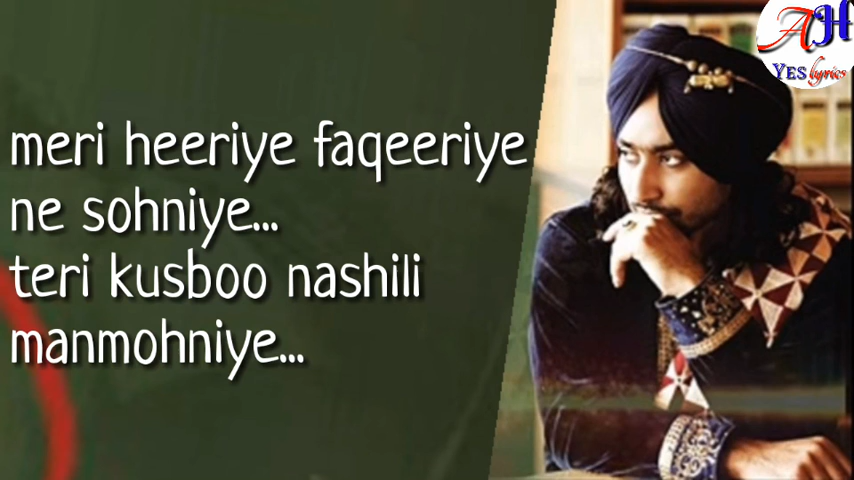 meri heeriye faqeeriye
ne sohniye...
teri kusboo nashili
manmohniye...
AH
YES lyrics